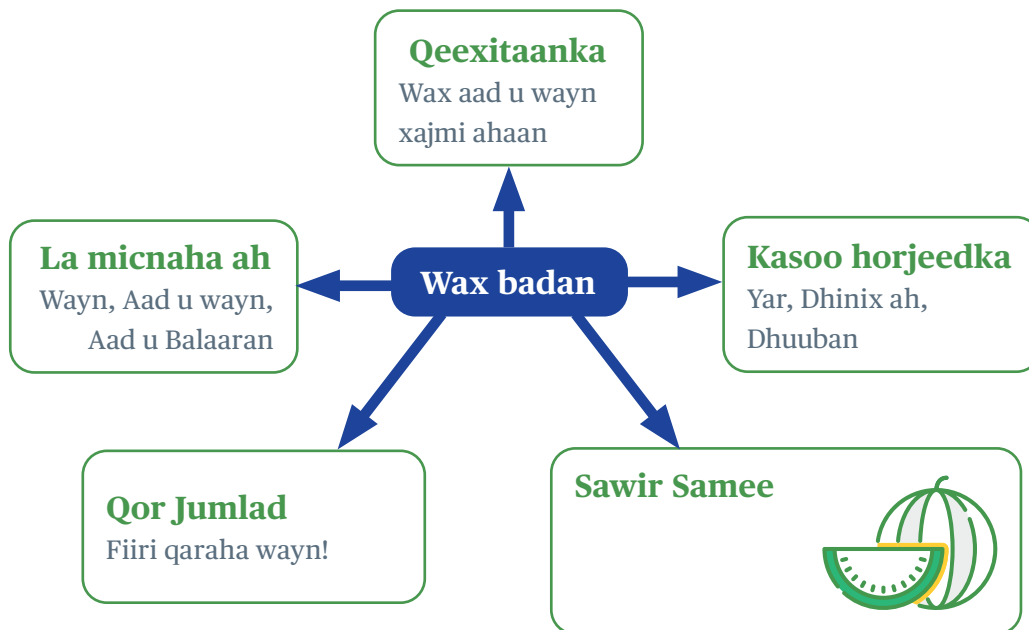 Qeexitaanka
Wax aad u wayn
xajmi ahaan
La micnaha ah
Wayn, Aad u wayn,
Aad u Balaaran
Wax badan
Kasoo horjeedka
Yar, Dhinix ah,
Dhuuban
Qor Jumlad
Fiiri qaraha wayn!
Sawir Samee